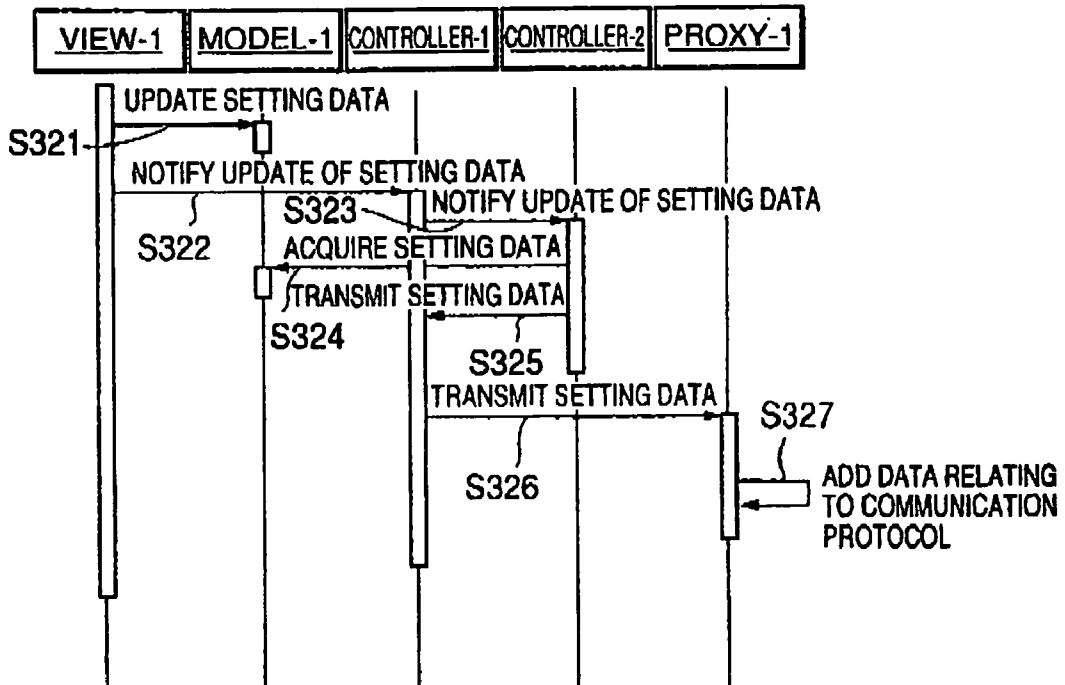 VIEW-1 MODEL-1 CONTROLLER-1 CONTROLLER-2 PROXY-1
UPDATE SETTING DATA
S321
NOTIFY UPDATE OF SETTING DATA
S322
S323
NOTIFY UPDATE OF SETTING DATA
ACQUIRE SETTING DATA
S324
TRANSMIT SETTING DATA
S325
TRANSMIT SETTING DATA
S326
S327
ADD DATA RELATING
TO COMMUNICATION
PROTOCOL